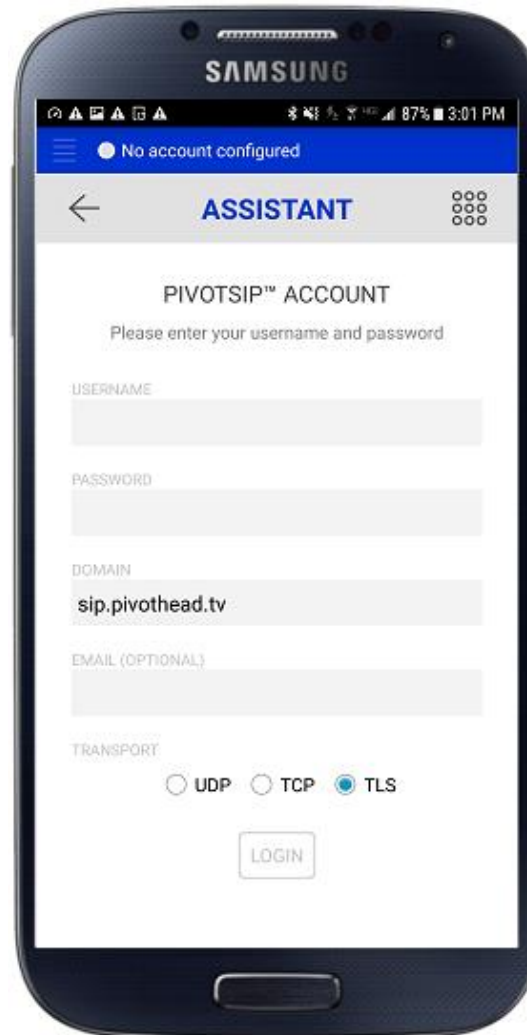 SAMSUNG
87% 3:01 PM
No account configured
ASSISTANT
PIVOTSIP™ ACCOUNT
Please enter your username and password
USERNAME
PASSWORD
DOMAIN
sip.pivothead.tv
EMAIL (OPTIONAL)
TRANSPORT
UDP TCP TLS
LOGIN